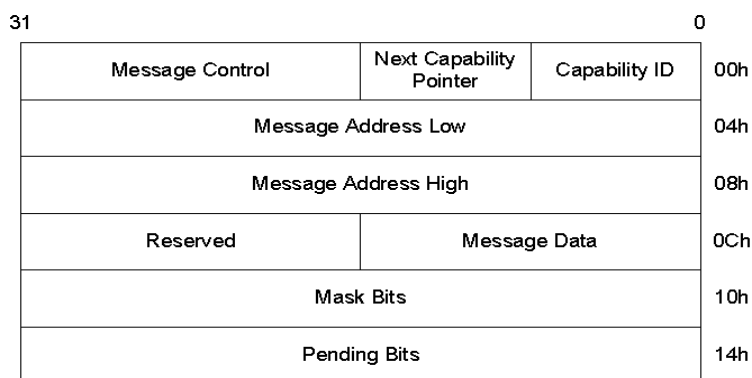 31 0
Message Control Next Capability Pointer Capability ID 00h
Message Address Low 04h
Message Address High 08h
Reserved Message Data 0Ch
Mask Bits 10h
Pending Bits 14h